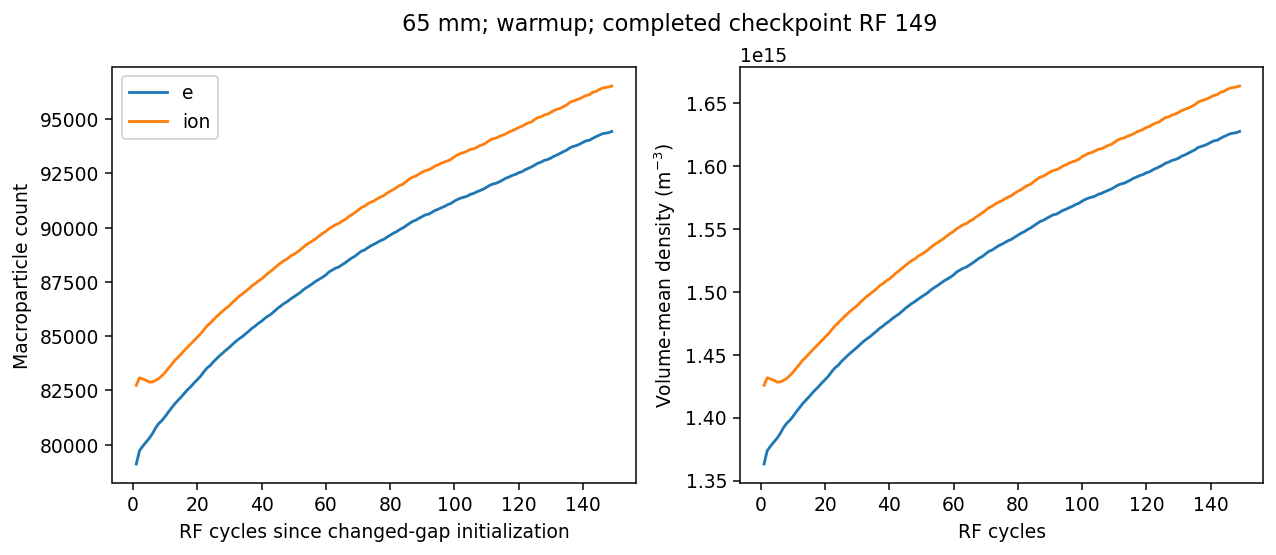 65 mm; warmup; completed checkpoint RF 149
e
ion
Macroparticle count
95000
92500
90000
87500
85000
82500
80000
0 20 40 60 80 100 120 140
RF cycles since changed-gap initialization
1e15
Volume-mean density (m⁻³)
1.65
1.60
1.55
1.50
1.45
1.40
1.35
0 20 40 60 80 100 120 140
RF cycles